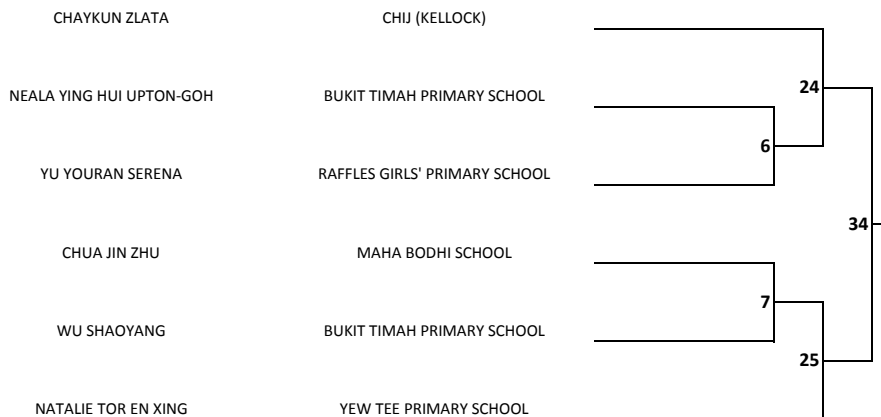 CHAYKUN ZLATA CHIJ (KELLOCK)
24
NEALA YING HUI UPTON-GOH BUKIT TIMAH PRIMARY SCHOOL
6
YU YOURAN SERENA RAFFLES GIRLS' PRIMARY SCHOOL
34
CHUA JIN ZHU MAHA BODHI SCHOOL
7
WU SHAOYANG BUKIT TIMAH PRIMARY SCHOOL
25
NATALIE TOR EN XING YEW TEE PRIMARY SCHOOL